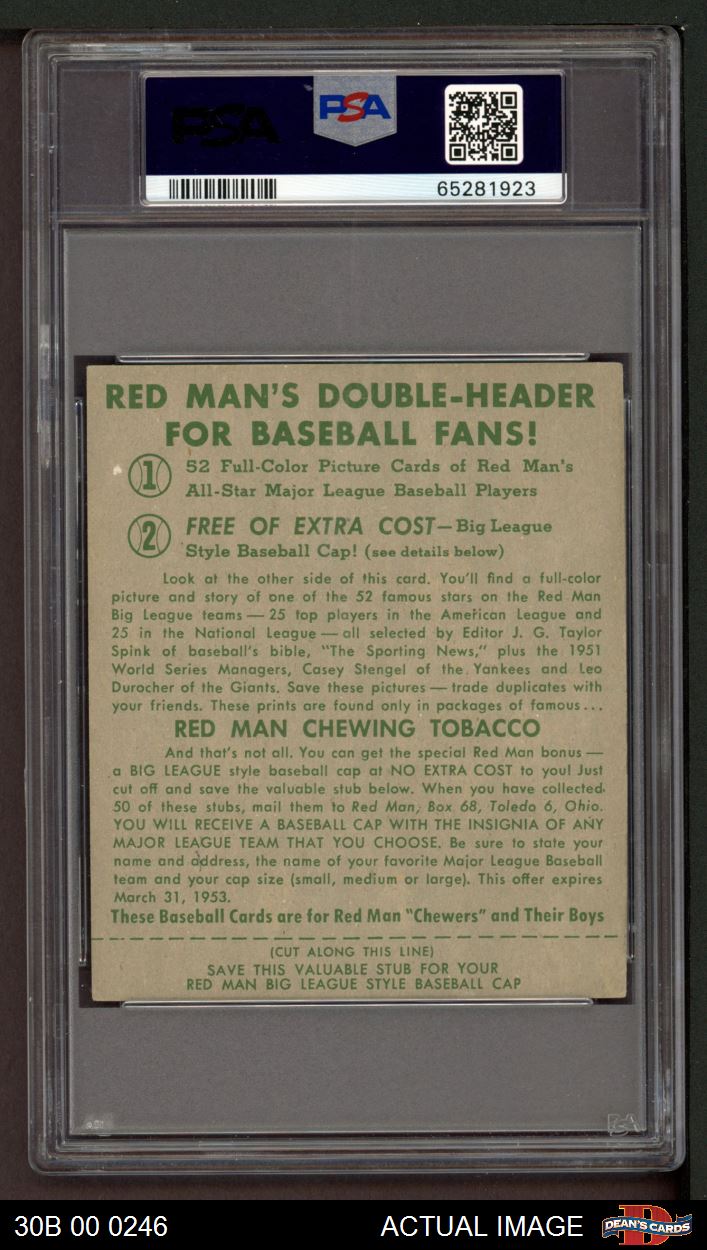 PSA
PSA
65281923
RED MAN'S DOUBLE-HEADER
FOR BASEBALL FANS!
1 52 Full-Color Picture Cards of Red Man's
All-Star Major League Baseball Players
2 FREE OF EXTRA COST—Big League
Style Baseball Cap! (see details below)
Look at the other side of this card. You'll find a full-color
picture and story of one of the 52 famous stars on the Red Man
Big League teams — 25 top players in the American League and
25 in the National League — all selected by Editor J. G. Taylor
Spink of baseball's bible, "The Sporting News," plus the 1951
World Series Managers, Casey Stengel of the Yankees and Leo
Durocher of the Giants. Save these pictures — trade duplicates with
your friends. These prints are found only in packages of famous...
RED MAN CHEWING TOBACCO
And that's not all. You can get the special Red Man bonus —
a BIG LEAGUE style baseball cap at NO EXTRA COST to you! Just
cut off and save the valuable stub below. When you have collected
50 of these stubs, mail them to Red Man, Box 68, Toledo 6, Ohio.
YOU WILL RECEIVE A BASEBALL CAP WITH THE INSIGNIA OF ANY
MAJOR LEAGUE TEAM THAT YOU CHOOSE. Be sure to state your
name and address, the name of your favorite Major League Baseball
team and your cap size (small, medium or large). This offer expires
March 31, 1953.
These Baseball Cards are for Red Man "Chewers" and Their Boys
(CUT ALONG THIS LINE)
SAVE THIS VALUABLE STUB FOR YOUR
RED MAN BIG LEAGUE STYLE BASEBALL CAP
PSA
30B 00 0246
ACTUAL IMAGE
DEAN'S CARDS